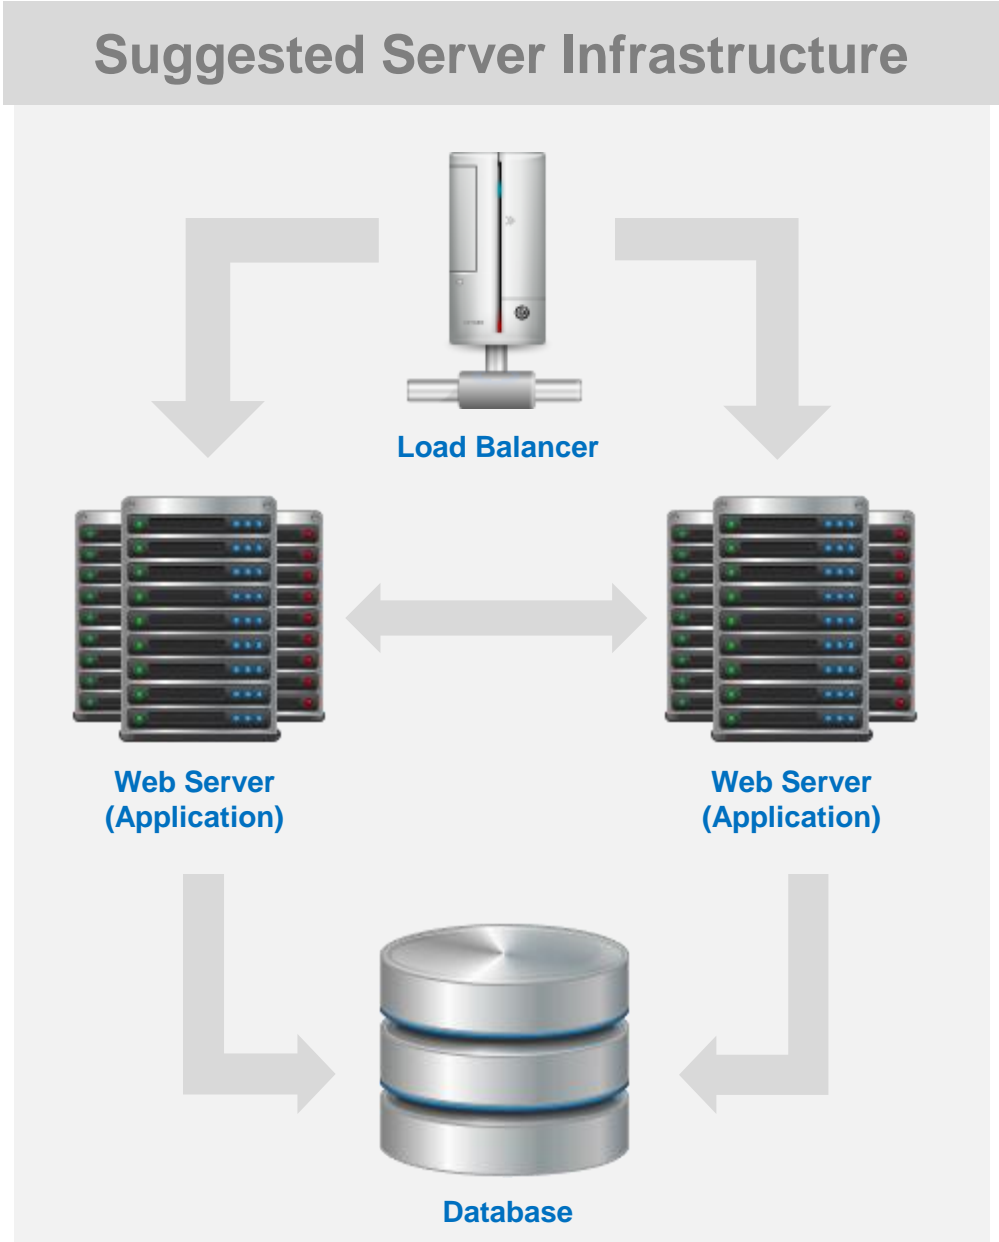 Suggested Server Infrastructure
Load Balancer
Web Server
(Application)
Web Server
(Application)
Database